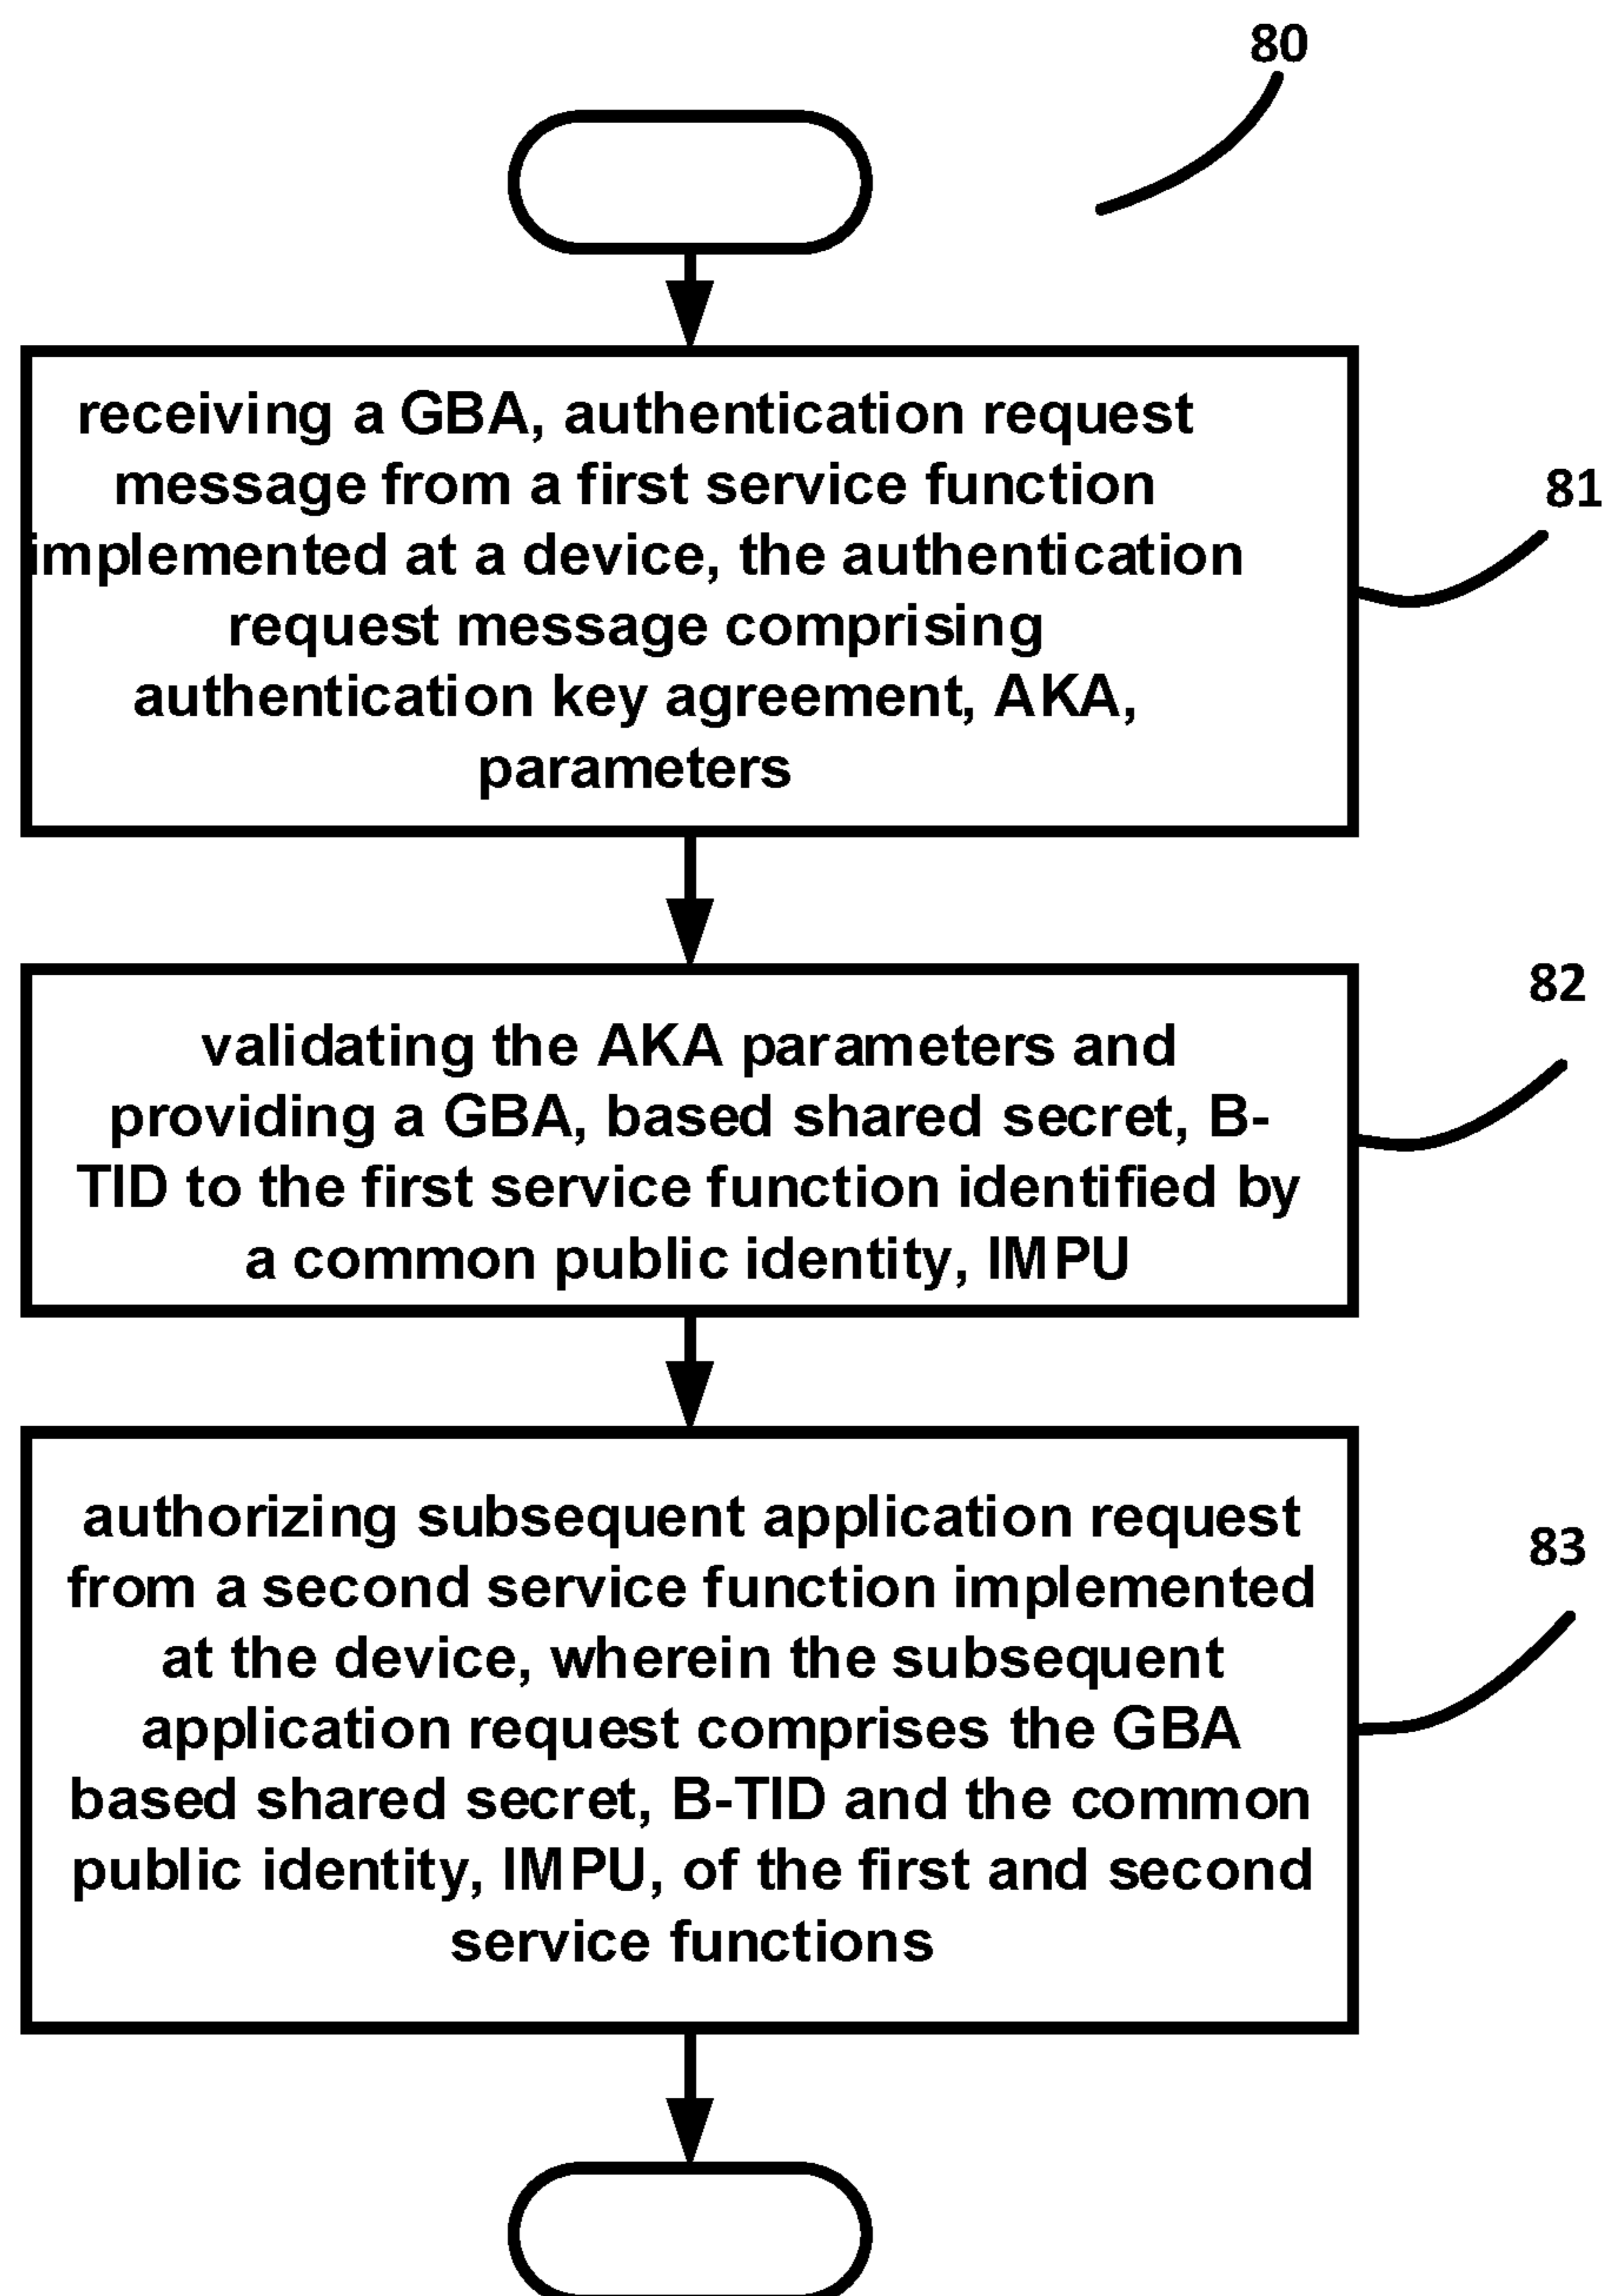 80
receiving a GBA, authentication request
message from a first service function
implemented at a device, the authentication
request message comprising
authentication key agreement, AKA,
parameters
81
validating the AKA parameters and
providing a GBA, based shared secret, B-
TID to the first service function identified by
a common public identity, IMPU
82
authorizing subsequent application request
from a second service function implemented
at the device, wherein the subsequent
application request comprises the GBA
based shared secret, B-TID and the common
public identity, IMPU, of the first and second
service functions
83